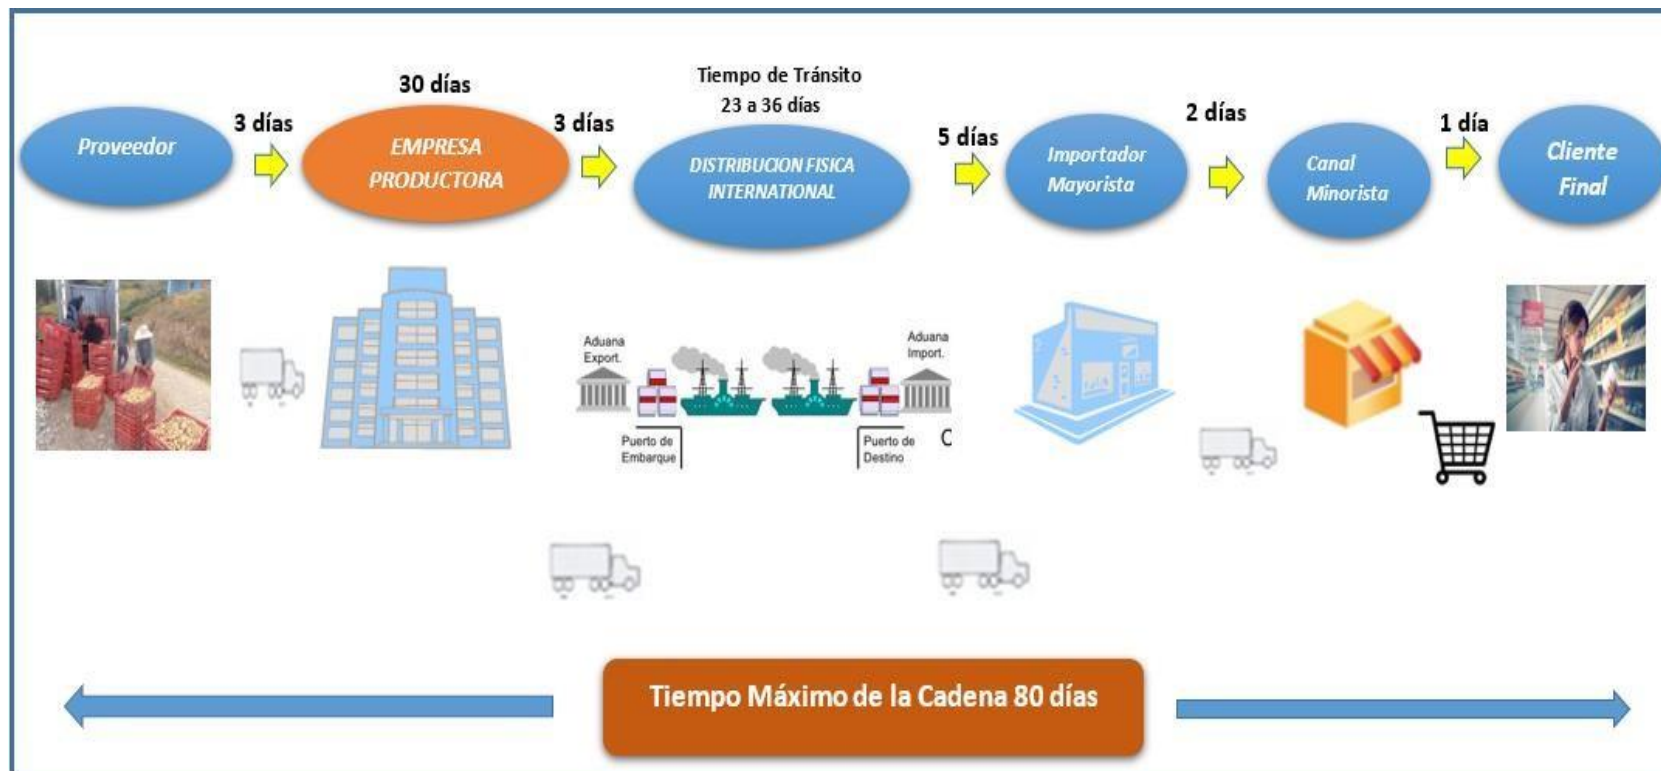 30 días
Tiempo de Tránsito
23 a 36 días
3 días
3 días
5 días
2 días
1 día
Proveedor
EMPRESA
PRODUCTORA
DISTRIBUCION FISICA
INTERNATIONAL
Importador
Mayorista
Canal
Minorista
Cliente
Final
Aduana
Export.
Aduana
Import.
Puerto de
Embarque
Puerto de
Destino
C
Tiempo Máximo de la Cadena 80 días